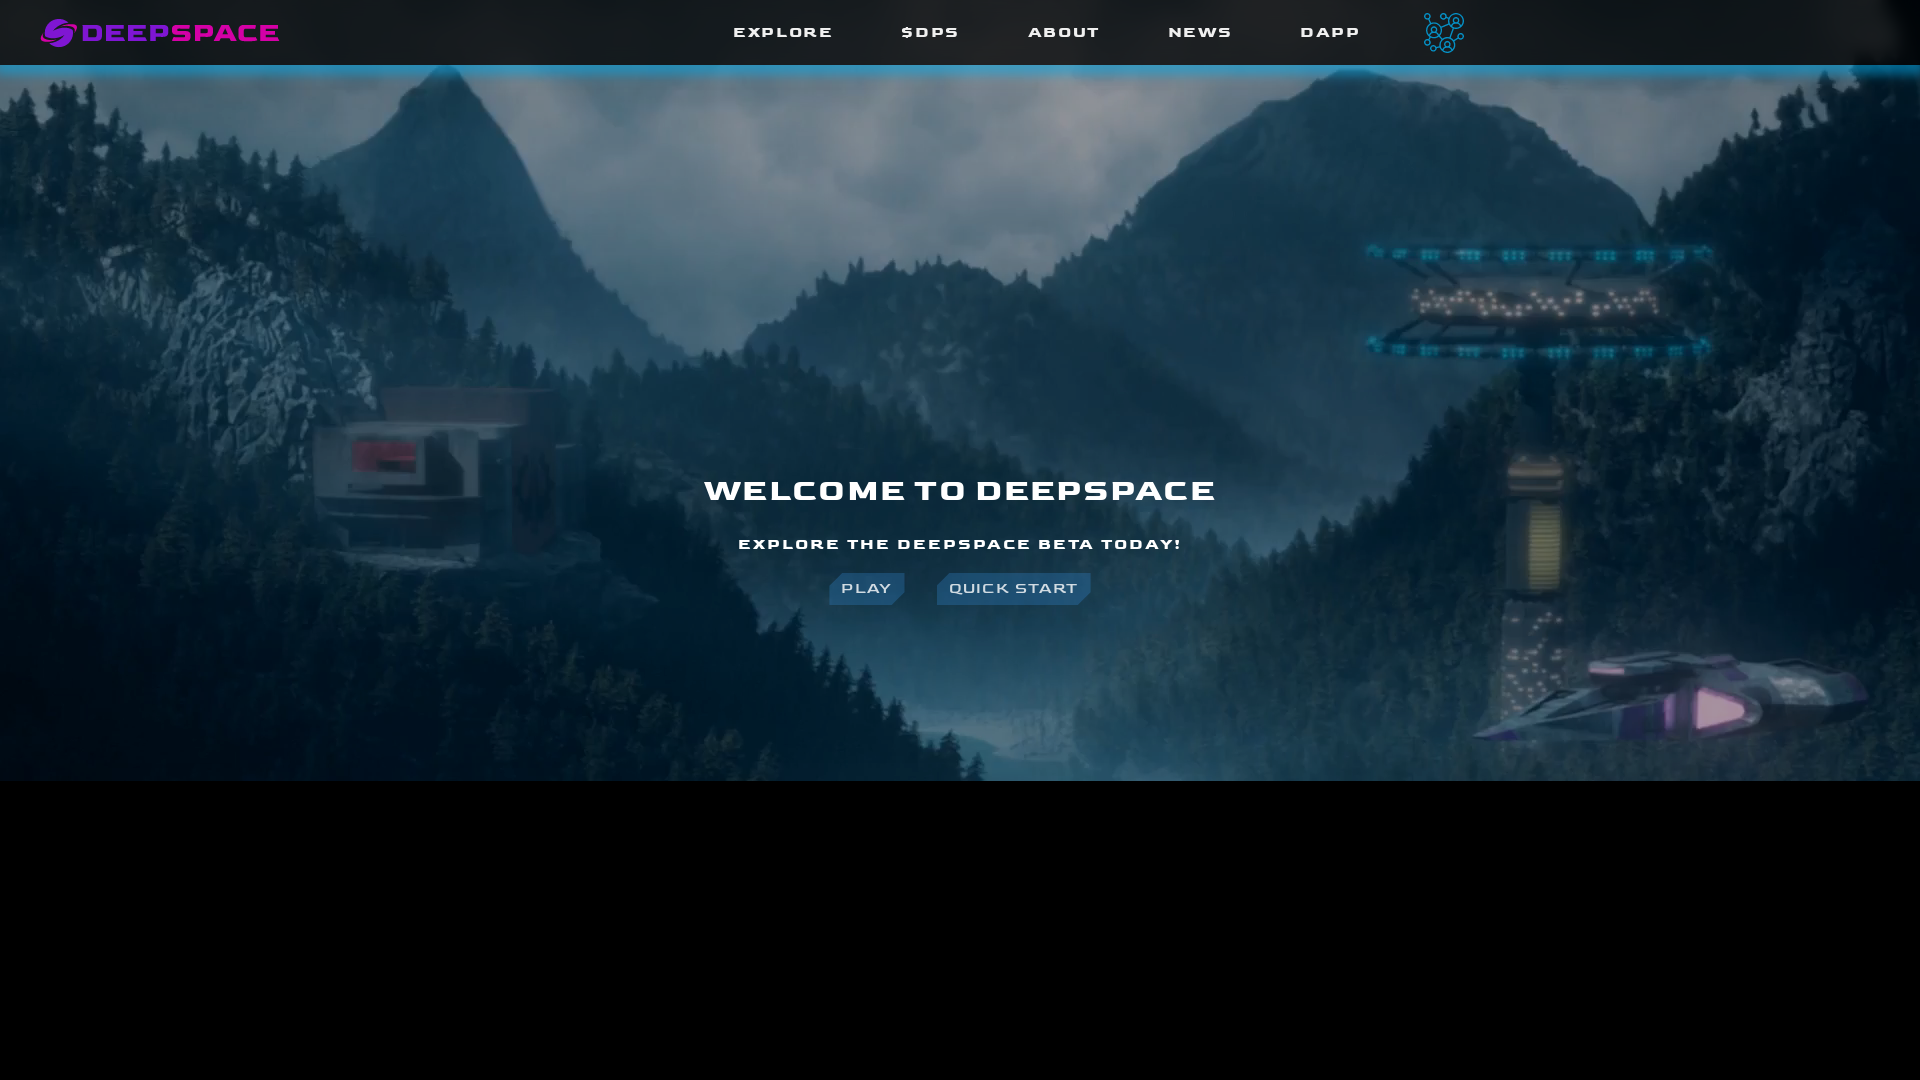 DEEPSPACE
EXPLORE
$DPS
ABOUT
NEWS
DAPP
WELCOME TO DEEPSPACE
EXPLORE THE DEEPSPACE BETA TODAY!
PLAY
QUICK START